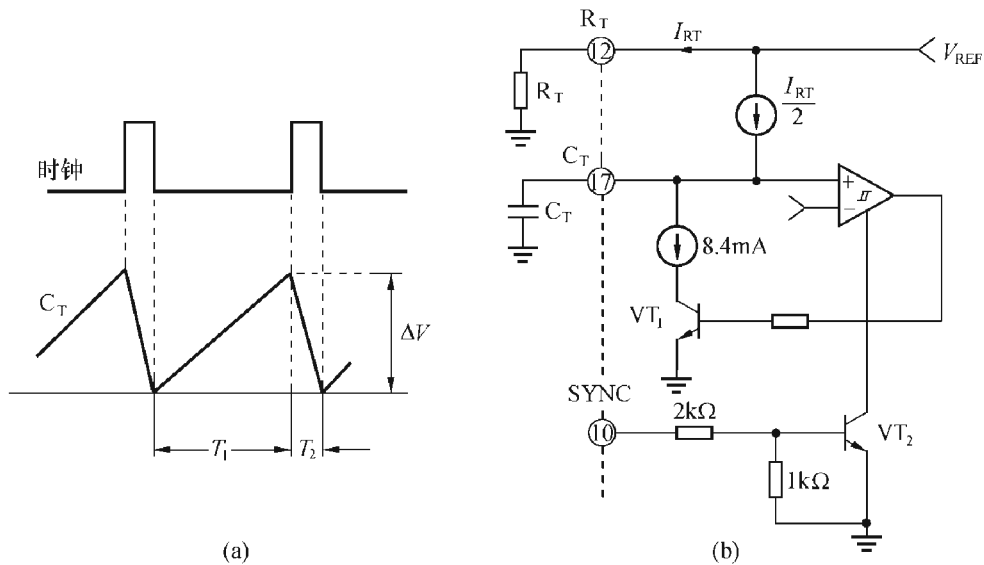 时钟
C_T
ΔV
T_1
T_2
(a)
R_T
12
I_RT
V_REF
R_T
I_RT/2
C_T
17
C_T
+
−
8.4mA
VT_1
SYNC
10
2kΩ
VT_2
1kΩ
(b)